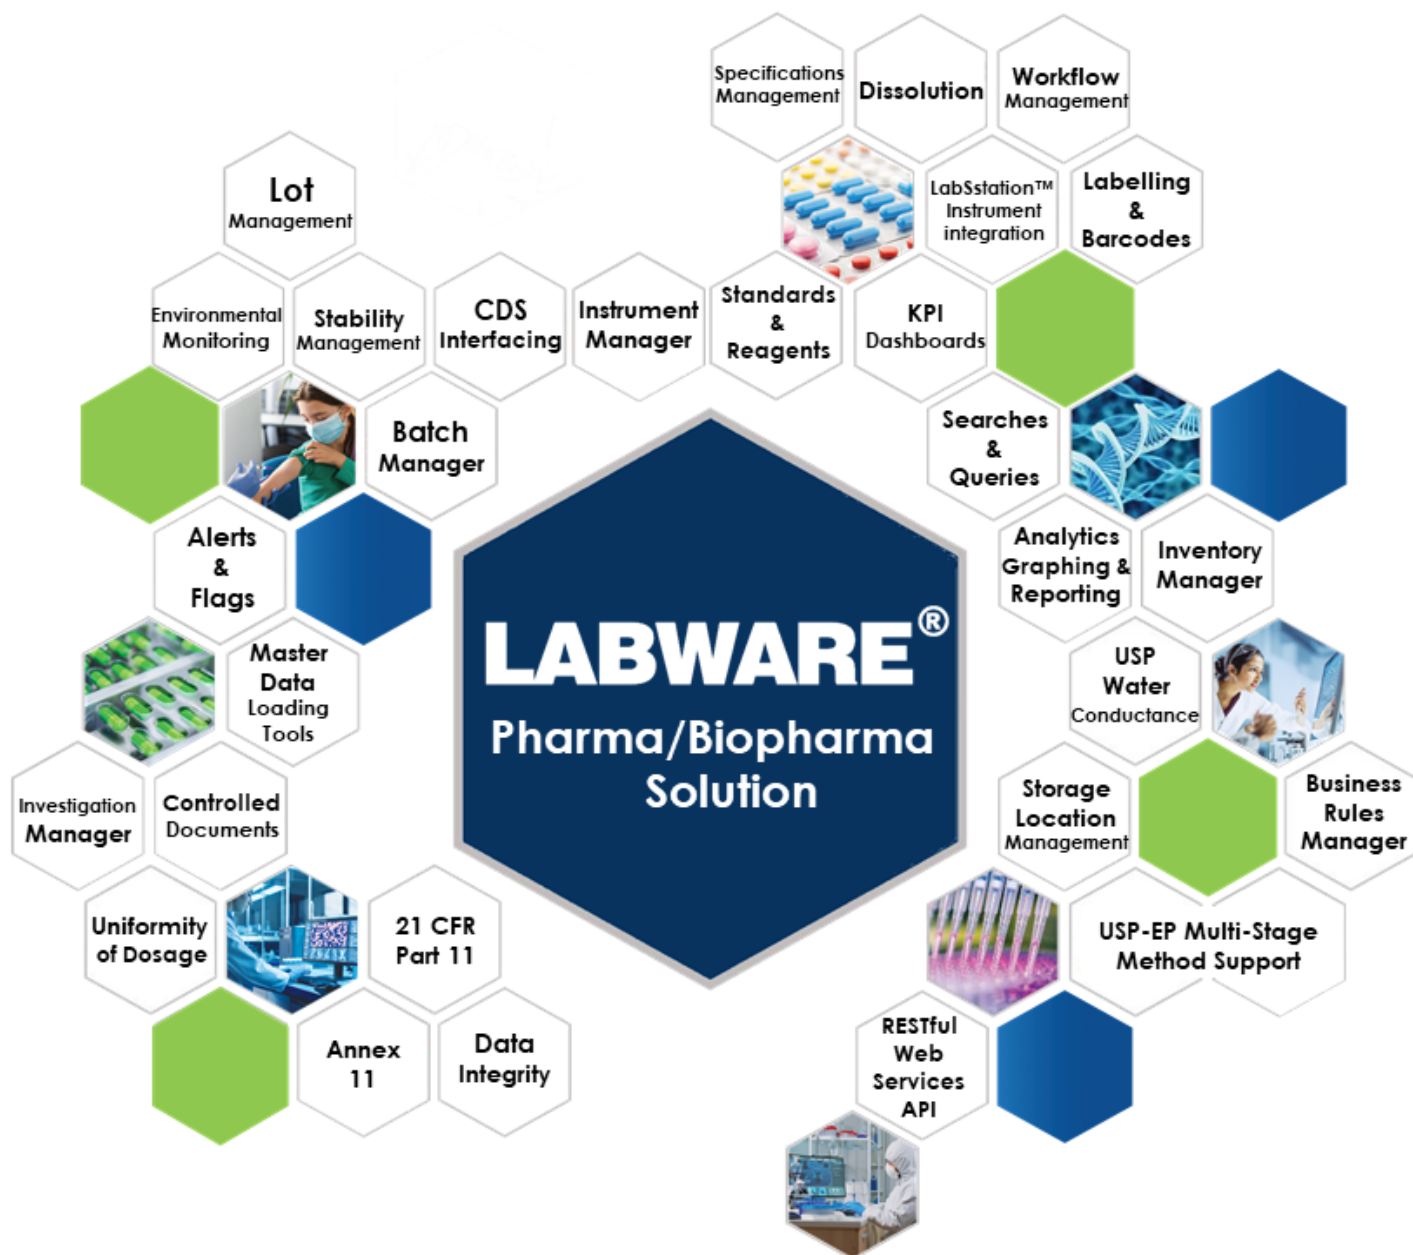 Specifications
Management
Dissolution
Workflow
Management
Lot
Management
LabSstation™
Instrument
integration
Labelling
&
Barcodes
Environmental
Monitoring
Stability
Management
CDS
Interfacing
Instrument
Manager
Standards
&
Reagents
KPI
Dashboards
Batch
Manager
Searches
&
Queries
Alerts
&
Flags
Analytics
Graphing &
Reporting
Inventory
Manager
LABWARE®
Pharma/Biopharma
Solution
Master
Data
Loading
Tools
USP
Water
Conductance
Investigation
Manager
Controlled
Documents
Storage
Location
Management
Business
Rules
Manager
Uniformity
of Dosage
21 CFR
Part 11
USP-EP Multi-Stage
Method Support
Annex
11
Data
Integrity
RESTful
Web
Services
API